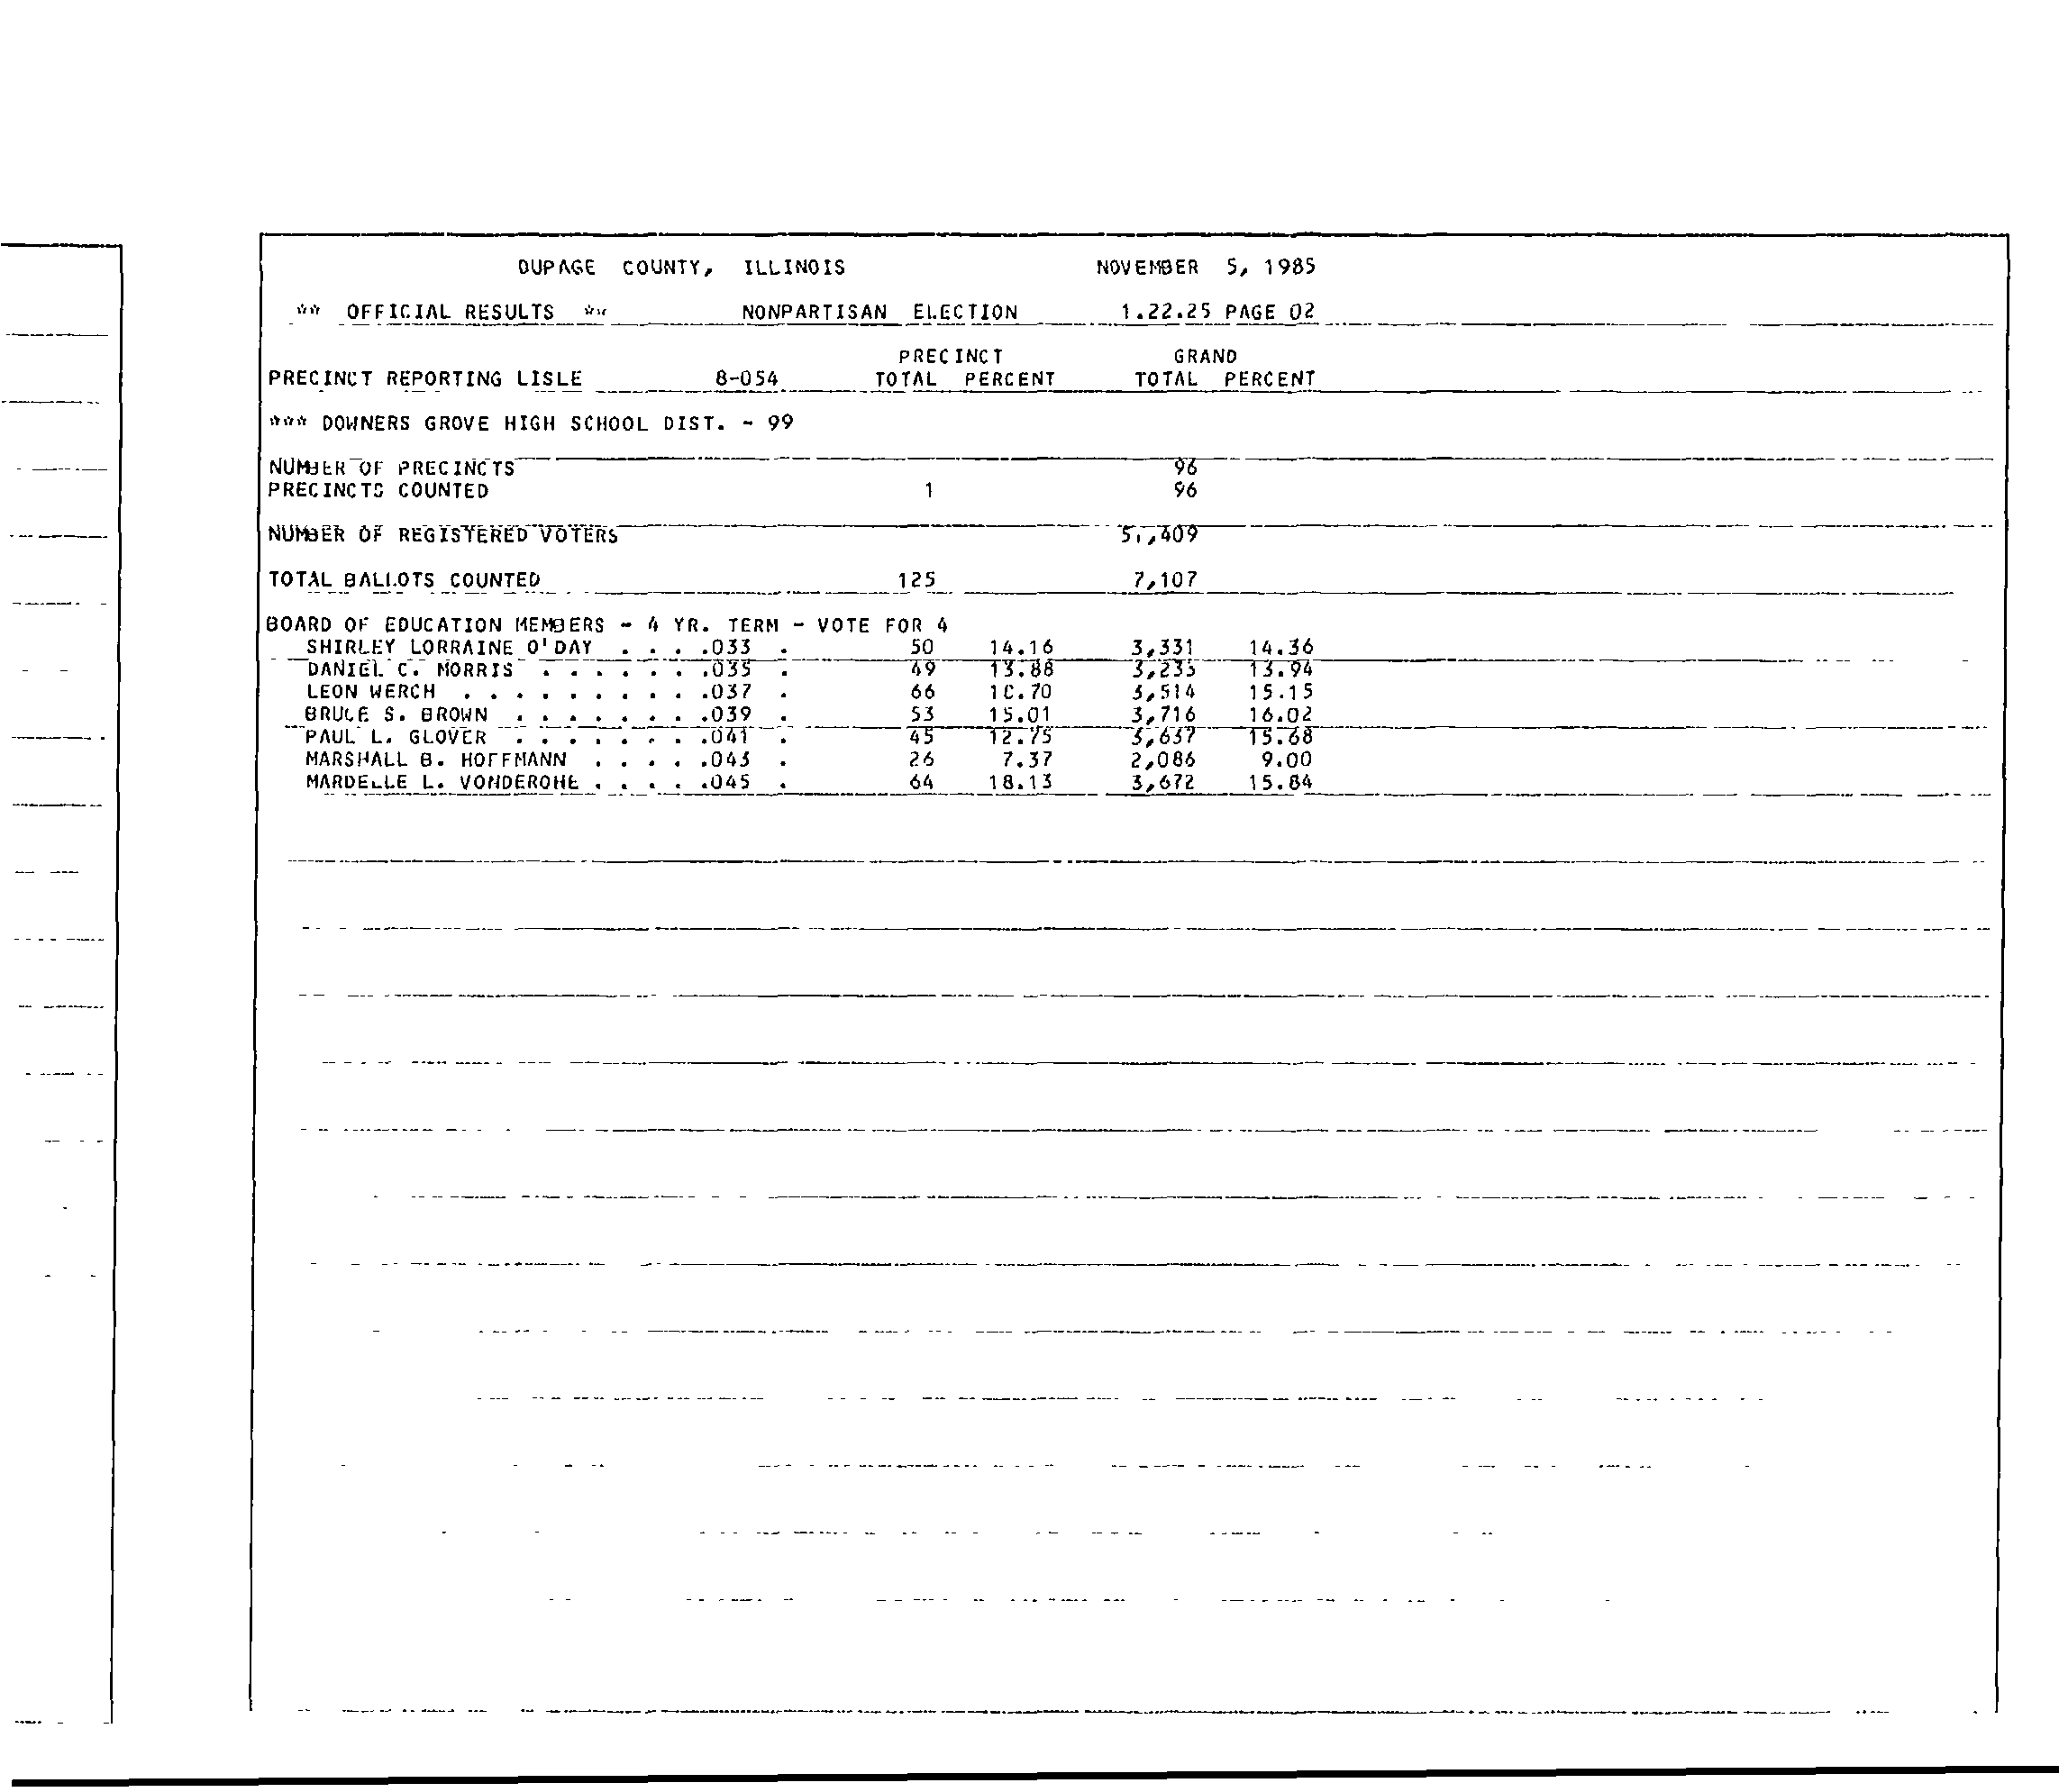 DUPAGE COUNTY, ILLINOIS NOVEMBER 5, 1985
** OFFICIAL RESULTS ** NONPARTISAN ELECTION 1.22.25 PAGE 02
PRECINCT GRAND
PRECINCT REPORTING LISLE 8-054 TOTAL PERCENT TOTAL PERCENT
*** DOWNERS GROVE HIGH SCHOOL DIST. - 99
NUMBER OF PRECINCTS 96
PRECINCTS COUNTED 1 96
NUMBER OF REGISTERED VOTERS
TOTAL BALLOTS COUNTED 125 7,107
BOARD OF EDUCATION MEMBERS - 4 YR. TERM - VOTE FOR 4
SHIRLEY LORRAINE O'DAY . . . .033 . 50 14.16 3,331 14.36
DANIEL C. MORRIS . . . . . . .035 . 49 13.88 3,233 13.94
LEON WERCH . . . . . . . . . .037 . 66 18.70 3,514 15.15
BRUCE S. BROWN . . . . . . . .039 . 53 15.01 3,716 16.02
PAUL L. GLOVER . . . . . . . .041 . 45 12.75 3,637 15.68
MARSHALL B. HOFFMANN . . . . .043 . 26 7.37 2,086 9.00
MARDELLE L. VONDEROHE . . . . .045 . 64 18.13 3,672 15.84